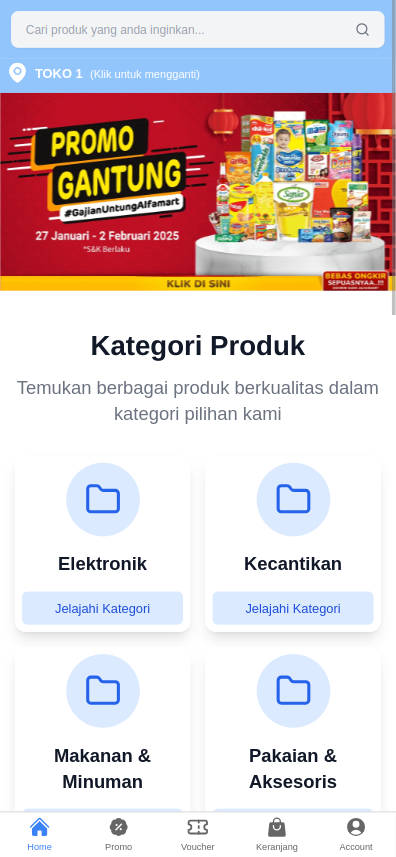 Cari produk yang anda inginkan...
TOKO 1 (Klik untuk mengganti)
PROMO
GANTUNG
#GajianUntungAlfamart
27 Januari - 2 Februari 2025
*S&K Berlaku
KLIK DI SINI
BEBAS ONGKIR
SEPUASNYAA..!!!
Kategori Produk
Temukan berbagai produk berkualitas dalam
kategori pilihan kami
Elektronik
Jelajahi Kategori
Kecantikan
Jelajahi Kategori
Makanan &
Minuman
Pakaian &
Aksesoris
Home
Promo
Voucher
Keranjang
Account